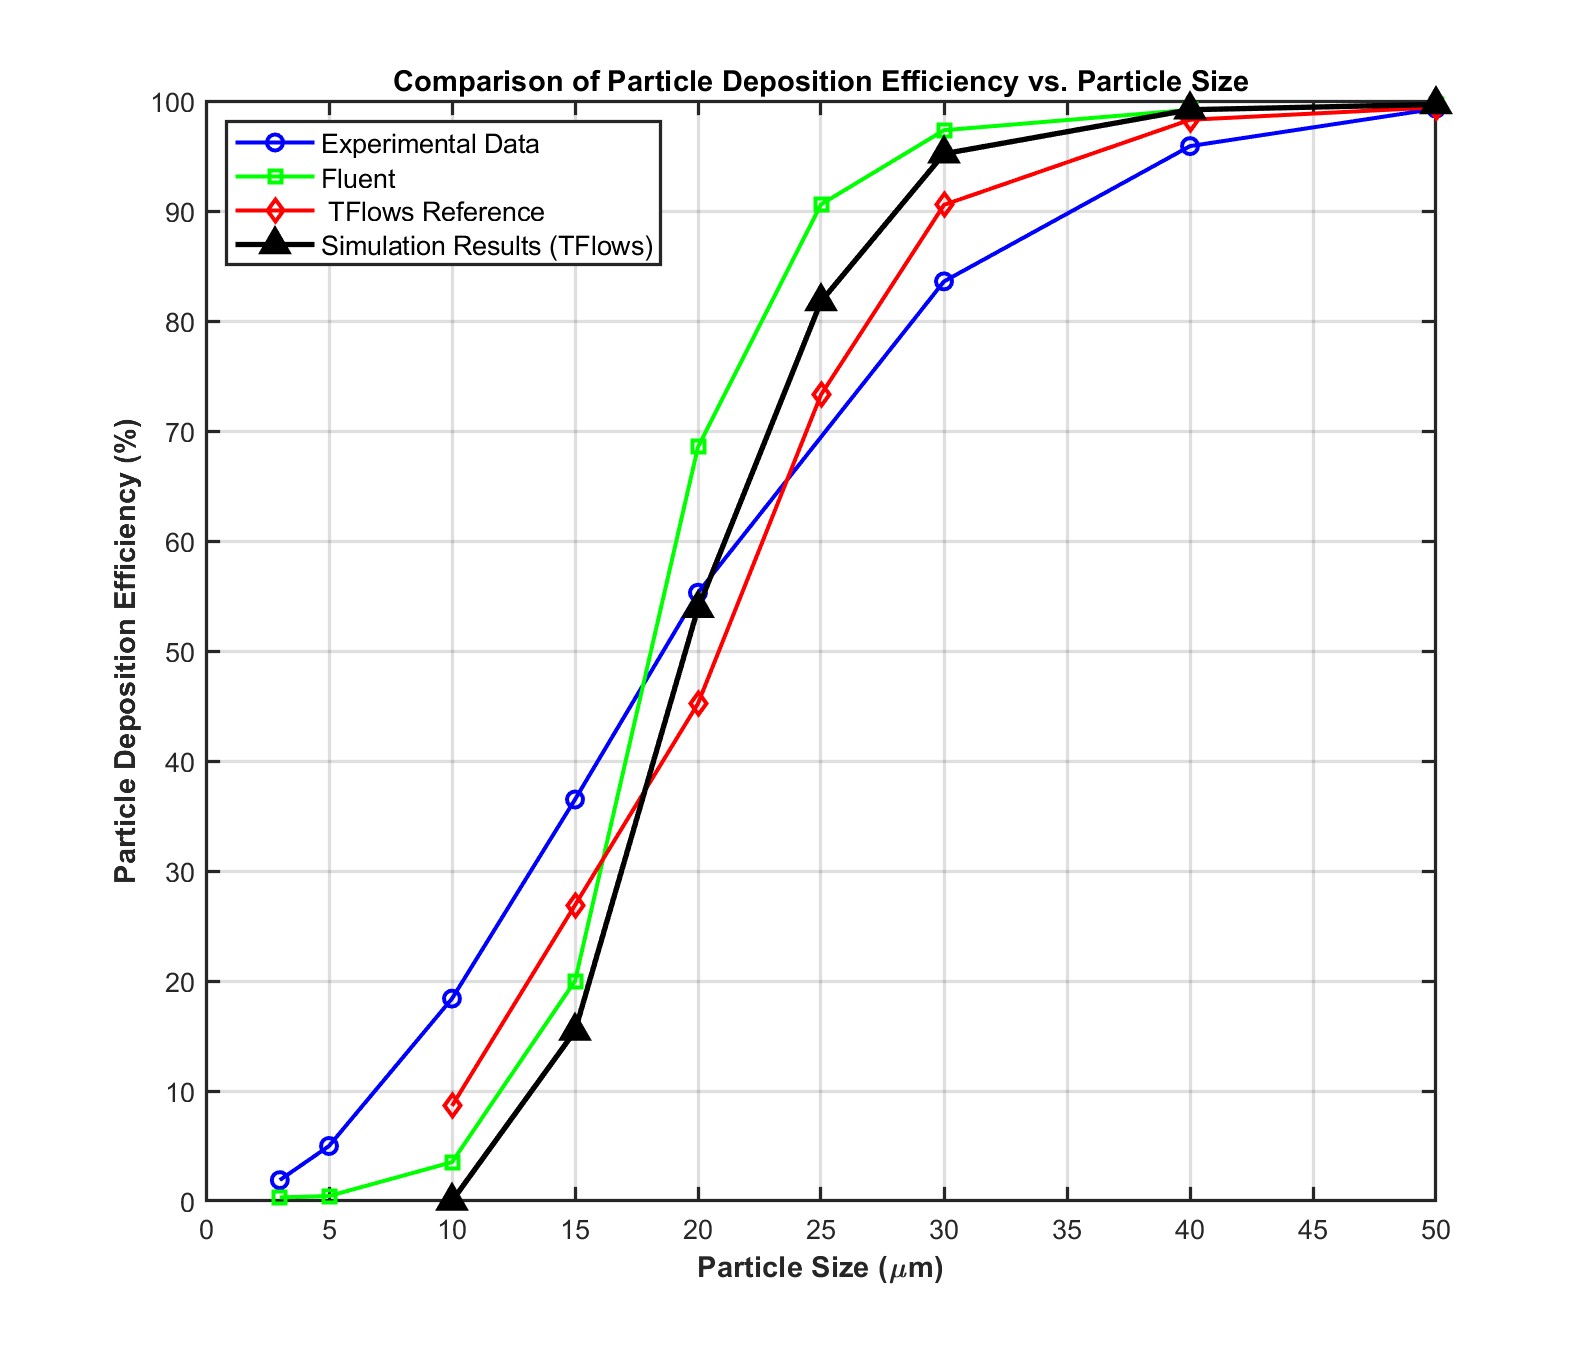 Comparison of Particle Deposition Efficiency vs. Particle Size
100
90
80
70
60
50
40
30
20
10
0
Experimental Data
Fluent
TFlows Reference
Simulation Results (TFlows)
Particle Deposition Efficiency (%)
0 5 10 15 20 25 30 35 40 45 50
Particle Size (μm)